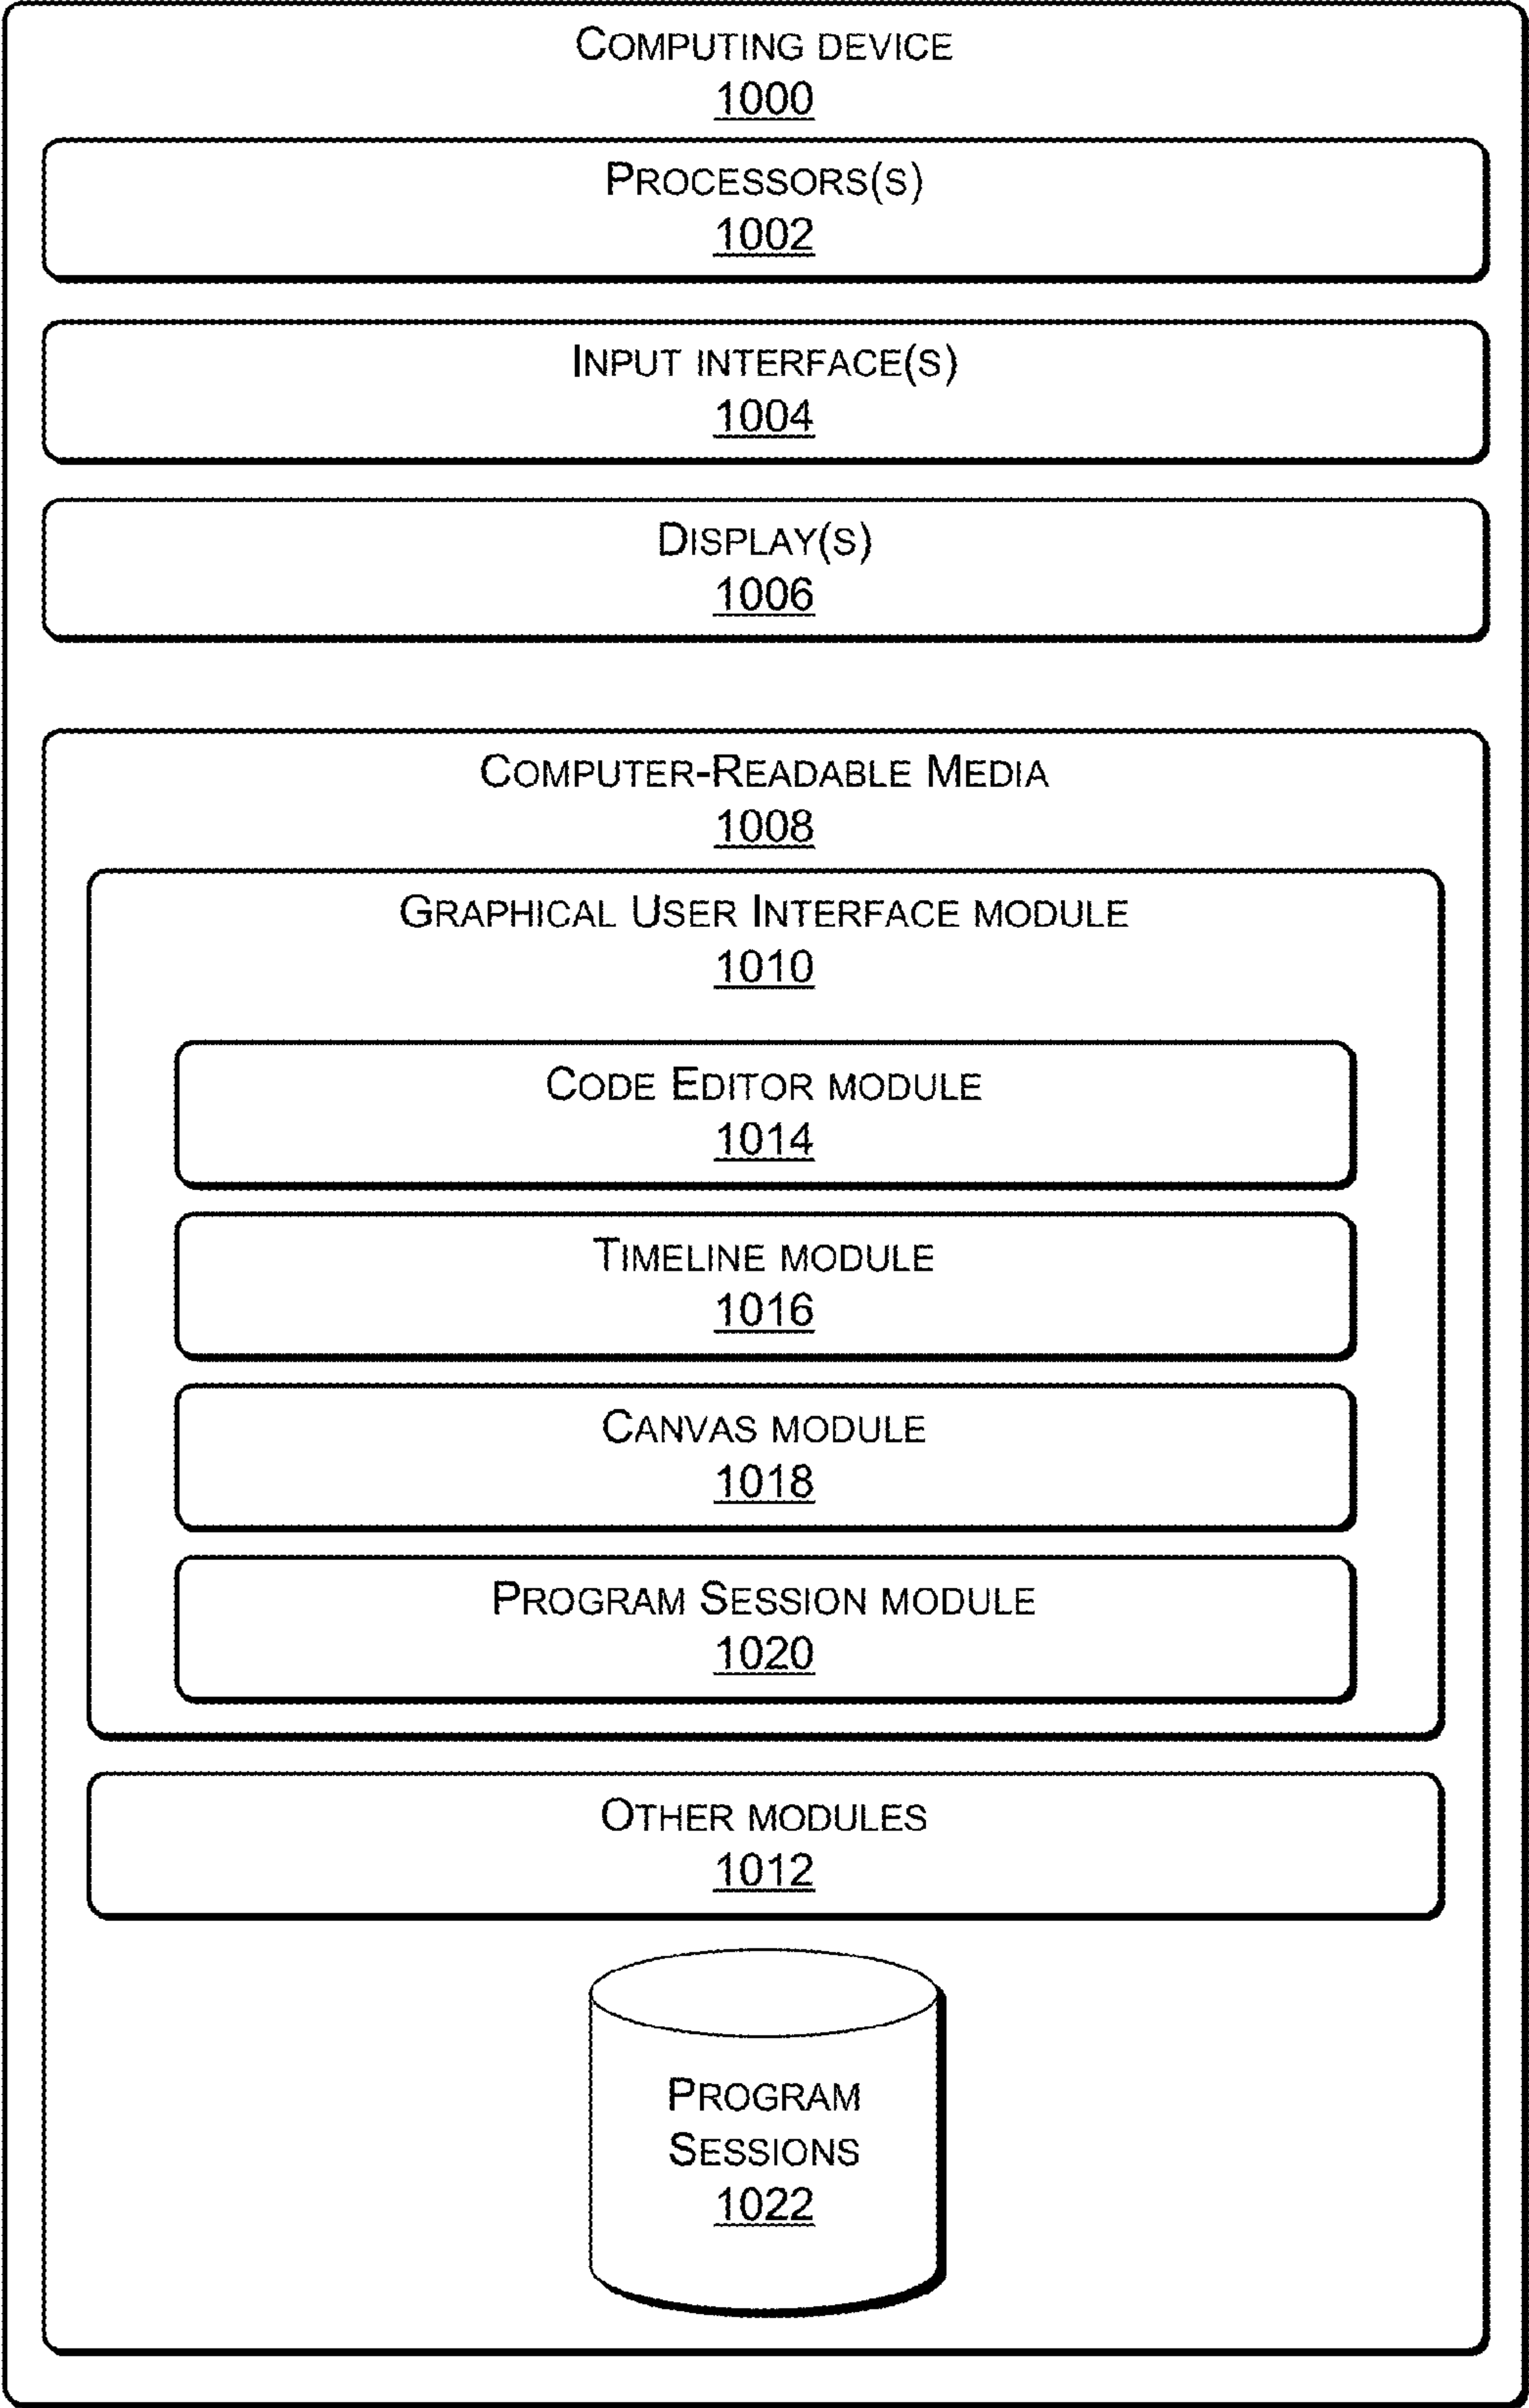 COMPUTING DEVICE
1000
PROCESSORS(S)
1002
INPUT INTERFACE(S)
1004
DISPLAY(S)
1006
COMPUTER-READABLE MEDIA
1008
GRAPHICAL USER INTERFACE MODULE
1010
CODE EDITOR MODULE
1014
TIMELINE MODULE
1016
CANVAS MODULE
1018
PROGRAM SESSION MODULE
1020
OTHER MODULES
1012
PROGRAM
SESSIONS
1022